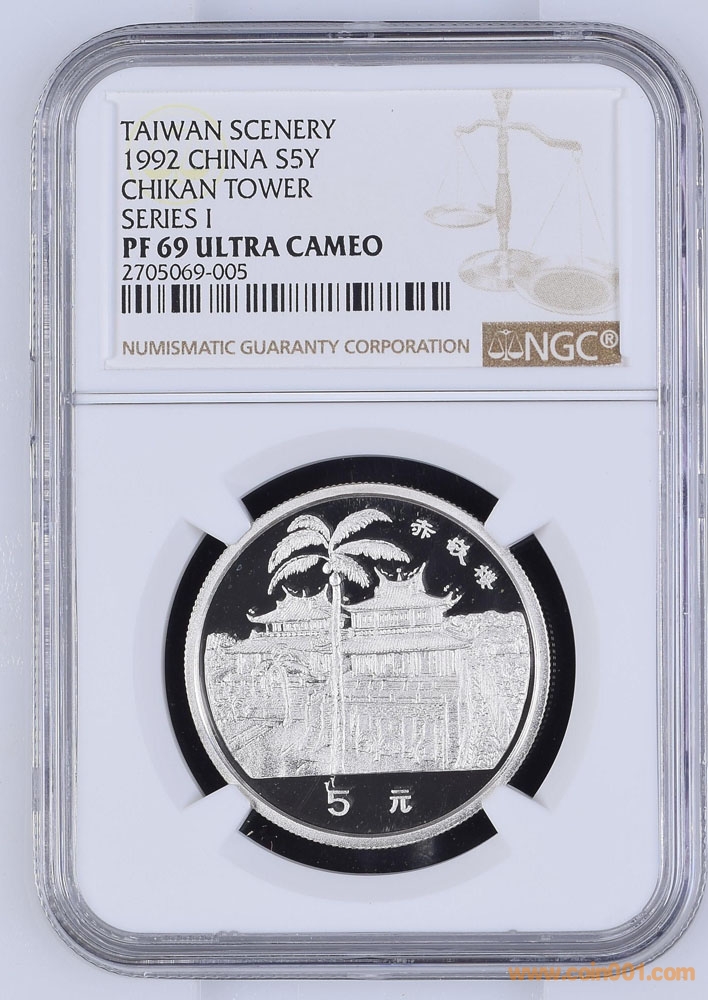 TAIWAN SCENERY
1992 CHINA S5Y
CHIKAN TOWER
SERIES I
PF 69 ULTRA CAMEO
2705069-005
NUMISMATIC GUARANTY CORPORATION
NGC®
赤嵌樓
5 元
www.coin001.com